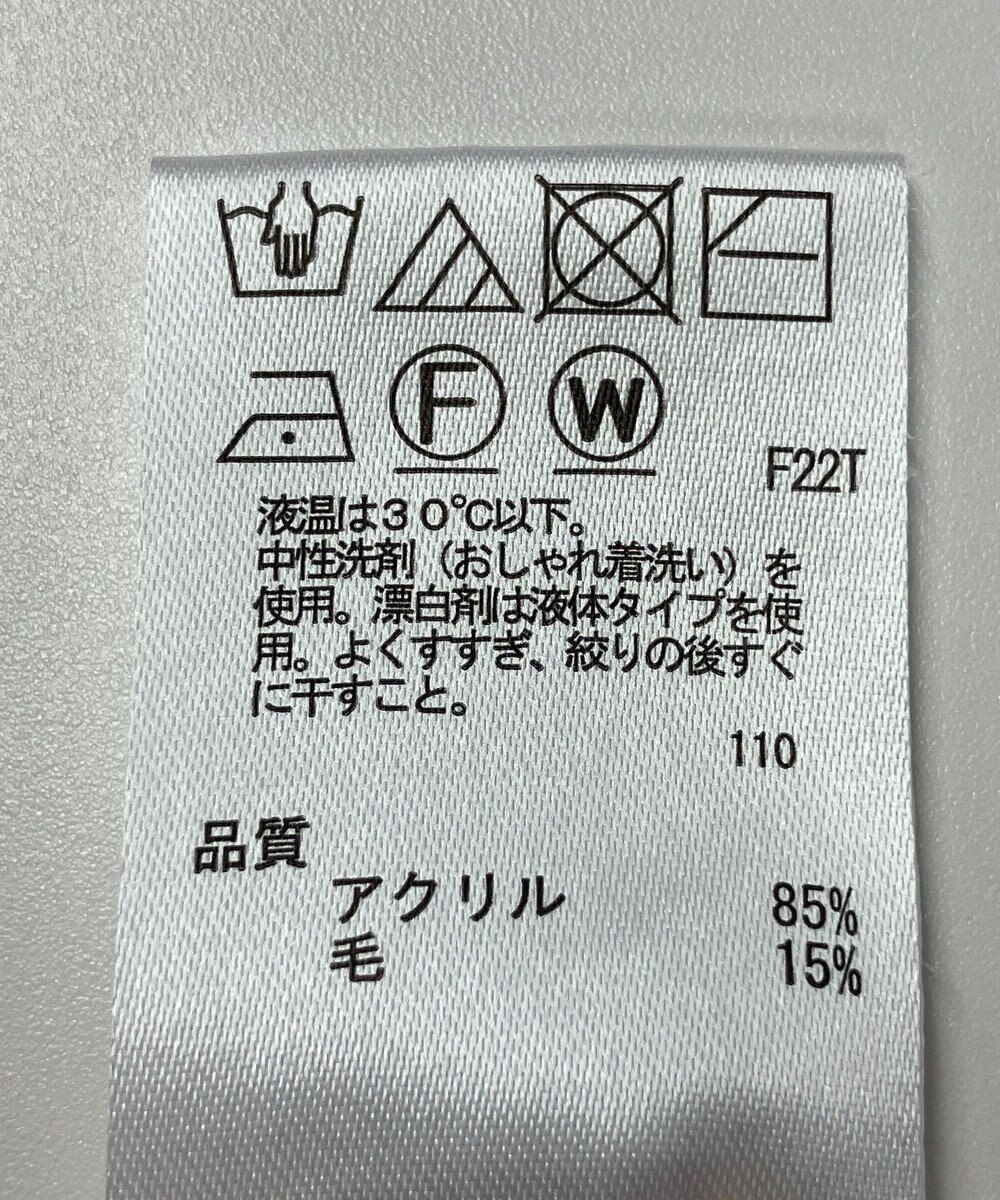 F W
F22T
液温は30℃以下。
中性洗剤（おしゃれ着洗い）を
使用。漂白剤は液体タイプを使
用。よくすすぎ、絞りの後すぐ
に干すこと。
110
品質
アクリル 85%
毛 15%